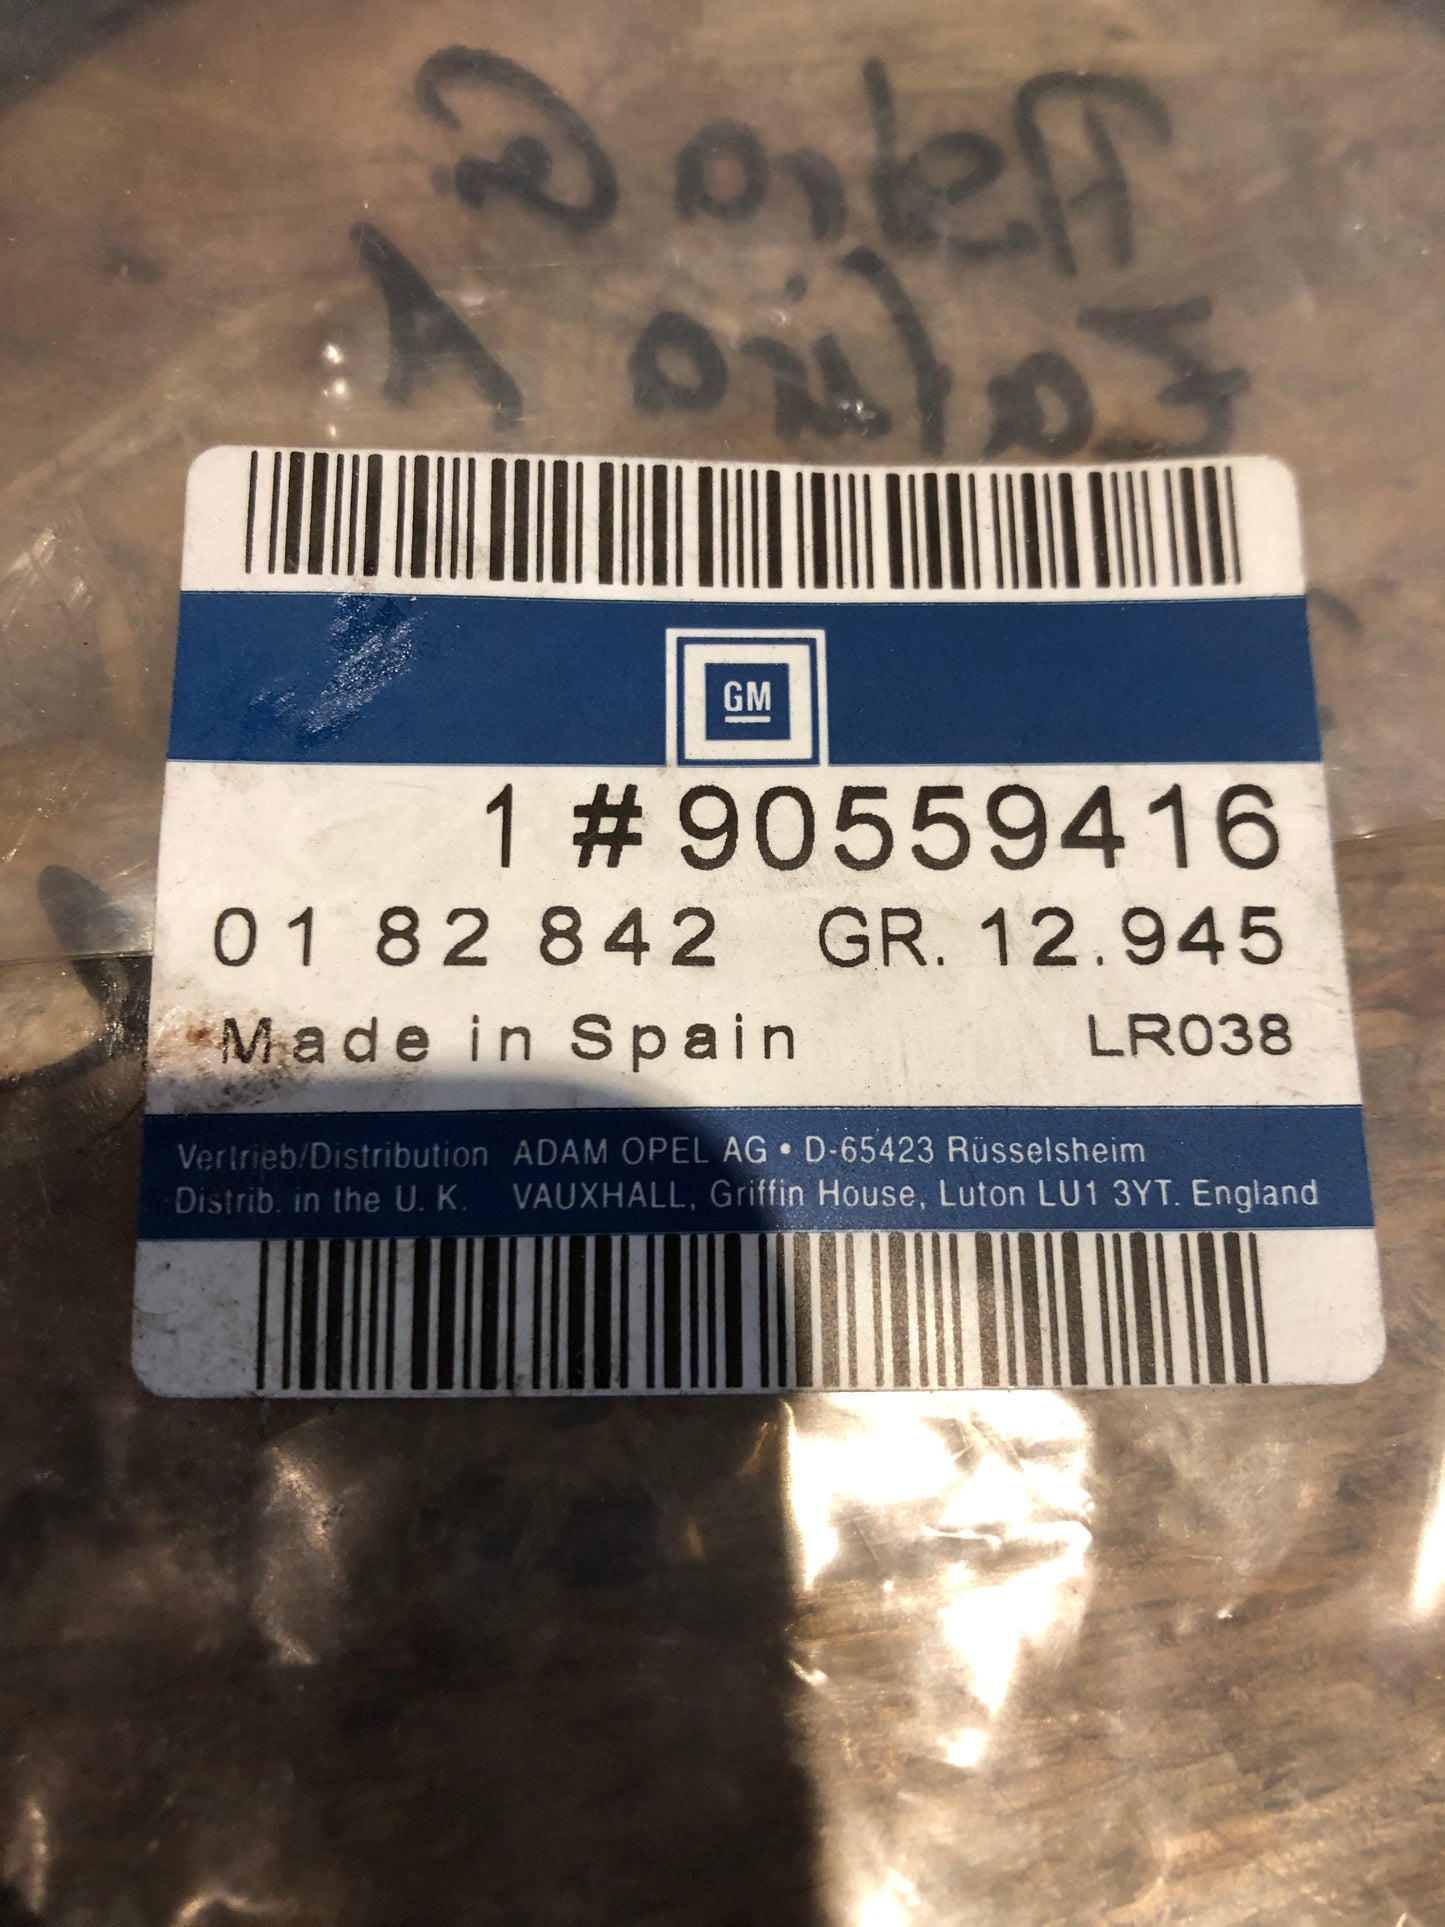 Astra G
Zafira A
GM
1 #90559416
01 82 842 GR. 12.945
Made in Spain LR038
Vertrieb/Distribution ADAM OPEL AG • D-65423 Rüsselsheim
Distrib. in the U. K. VAUXHALL, Griffin House, Luton LU1 3YT. England